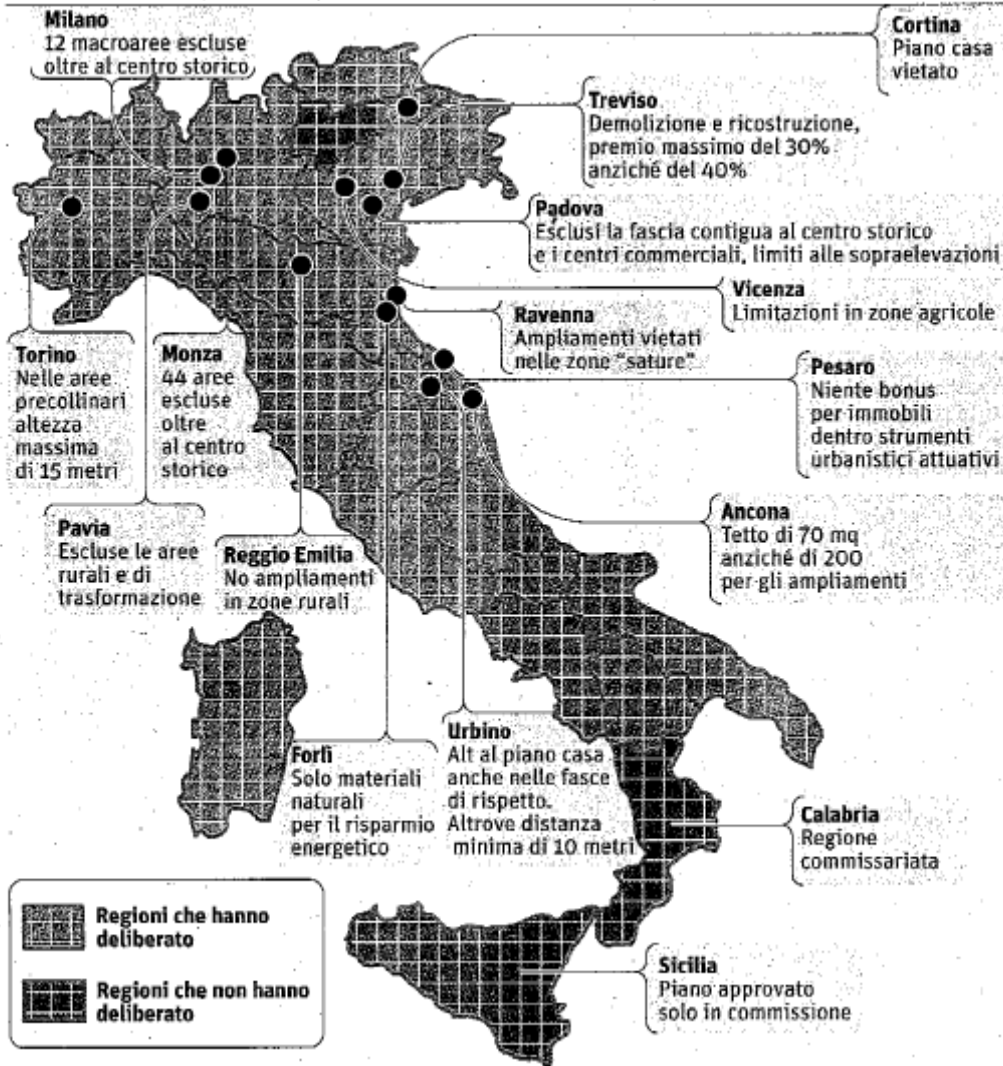 Milano
12 macroaree escluse
oltre al centro storico
Cortina
Piano casa
vietato
Treviso
Demolizione e ricostruzione,
premio massimo del 30%
anziché del 40%
Padova
Esclusi la fascia contigua al centro storico
e i centri commerciali, limiti alle sopraelevazioni
Vicenza
Limitazioni in zone agricole
Ravenna
Ampliamenti vietati
nelle zone "sature"
Pesaro
Niente bonus
per immobili
dentro strumenti
urbanistici attuativi
Torino
Nelle aree
precollinari
altezza
massima
di 15 metri
Monza
44 aree
escluse
oltre
al centro
storico
Pavia
Escluse le aree
rurali e di
trasformazione
Reggio Emilia
No ampliamenti
in zone rurali
Ancona
Tetto di 70 mq
anziché di 200
per gli ampliamenti
Forlì
Solo materiali
naturali
per il risparmio
energetico
Urbino
Alt al piano casa
anche nelle fasce
di rispetto.
Altrove distanza
minima di 10 metri
Calabria
Regione
commissariata
Sicilia
Piano approvato
solo in commissione
Regioni che hanno
deliberato
Regioni che non hanno
deliberato